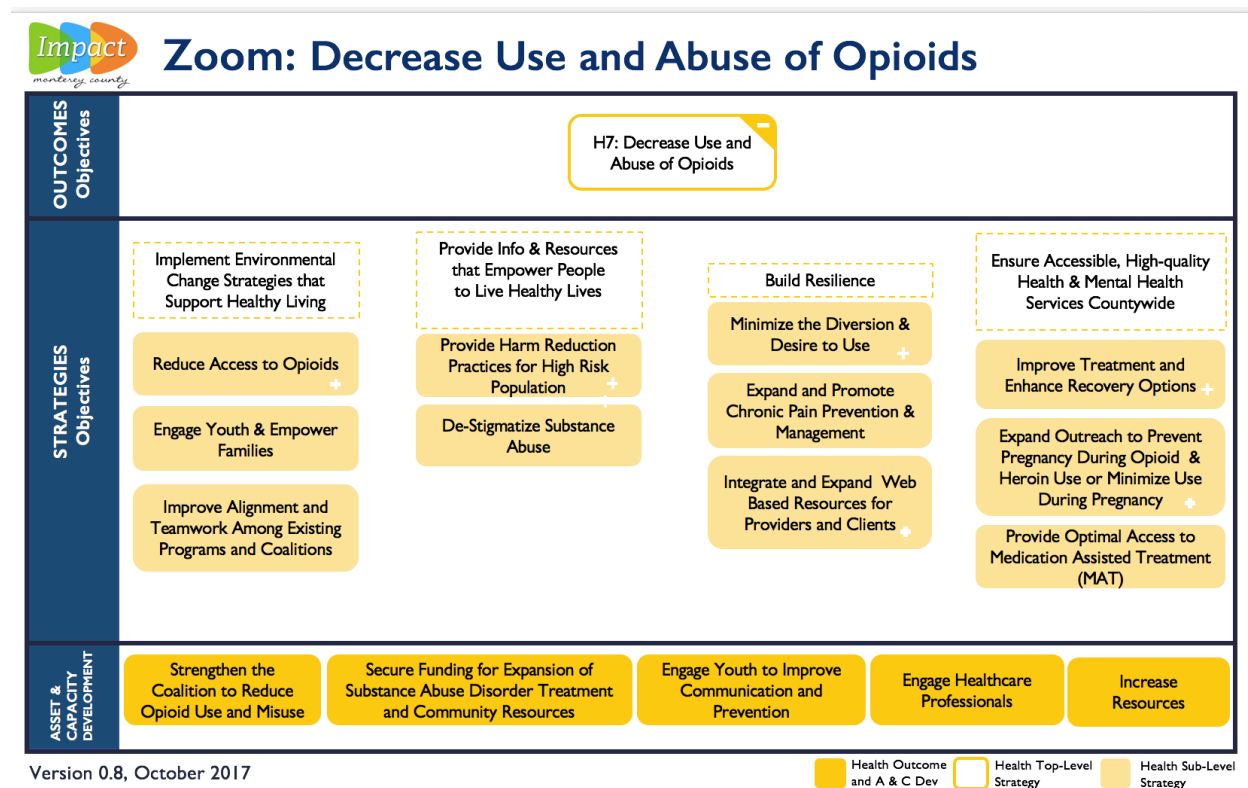 Impact
monterey county
Zoom: Decrease Use and Abuse of Opioids
OUTCOMES
Objectives
H7: Decrease Use and
Abuse of Opioids
STRATEGIES
Objectives
Implement Environmental
Change Strategies that
Support Healthy Living
Reduce Access to Opioids
Engage Youth & Empower
Families
Improve Alignment and
Teamwork Among Existing
Programs and Coalitions
Provide Info & Resources
that Empower People
to Live Healthy Lives
Provide Harm Reduction
Practices for High Risk
Population
De-Stigmatize Substance
Abuse
Build Resilience
Minimize the Diversion &
Desire to Use
Expand and Promote
Chronic Pain Prevention &
Management
Integrate and Expand Web
Based Resources for
Providers and Clients
Ensure Accessible, High-quality
Health & Mental Health
Services Countywide
Improve Treatment and
Enhance Recovery Options
Expand Outreach to Prevent
Pregnancy During Opioid &
Heroin Use or Minimize Use
During Pregnancy
Provide Optimal Access to
Medication Assisted Treatment
(MAT)
ASSET &
CAPACITY
DEVELOPMENT
Strengthen the
Coalition to Reduce
Opioid Use and Misuse
Secure Funding for Expansion of
Substance Abuse Disorder Treatment
and Community Resources
Engage Youth to Improve
Communication and
Prevention
Engage Healthcare
Professionals
Increase
Resources
Version 0.8, October 2017
Health Outcome
and A & C Dev
Health Top-Level
Strategy
Health Sub-Level
Strategy